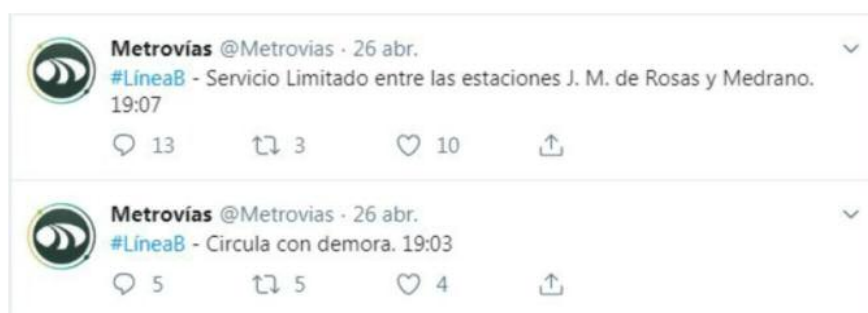 Metrovías @Metrovias · 26 abr.
#LíneaB - Servicio Limitado entre las estaciones J. M. de Rosas y Medrano.
19:07
13 3 10
Metrovías @Metrovias · 26 abr.
#LíneaB - Circula con demora. 19:03
5 5 4